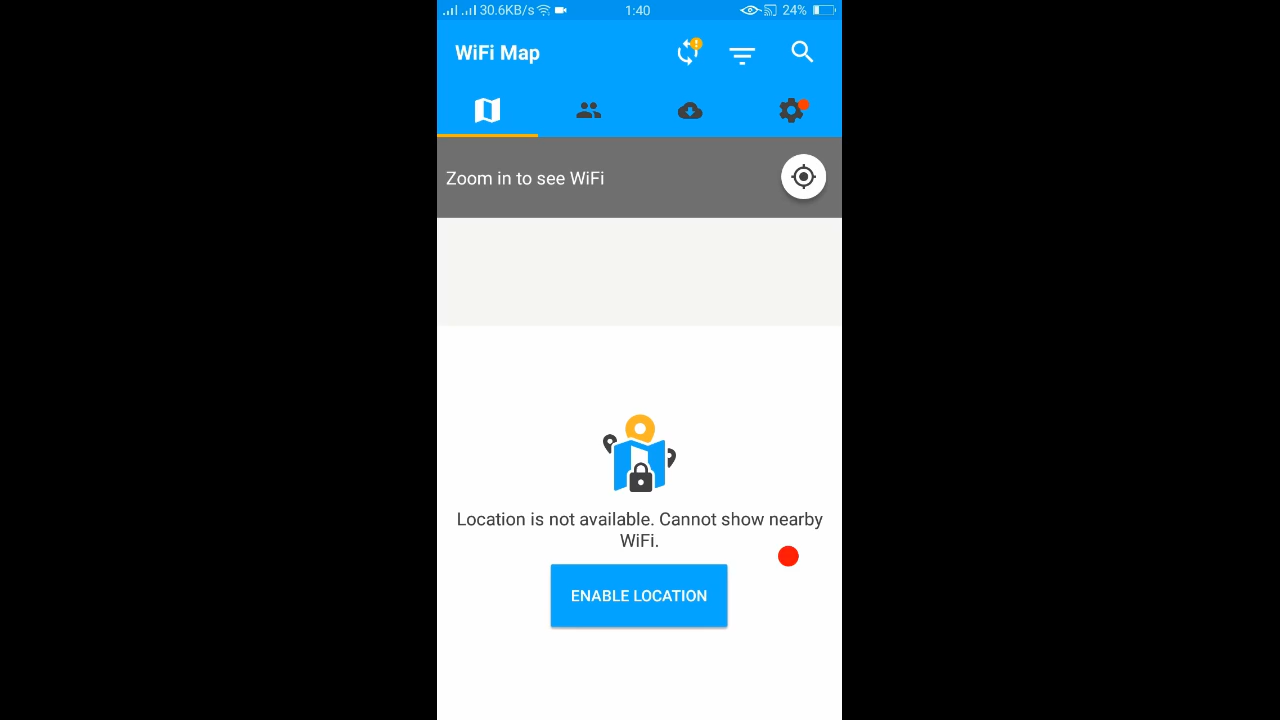 30.6KB/s 1:40 24%
WiFi Map
Zoom in to see WiFi
Location is not available. Cannot show nearby
WiFi.
ENABLE LOCATION